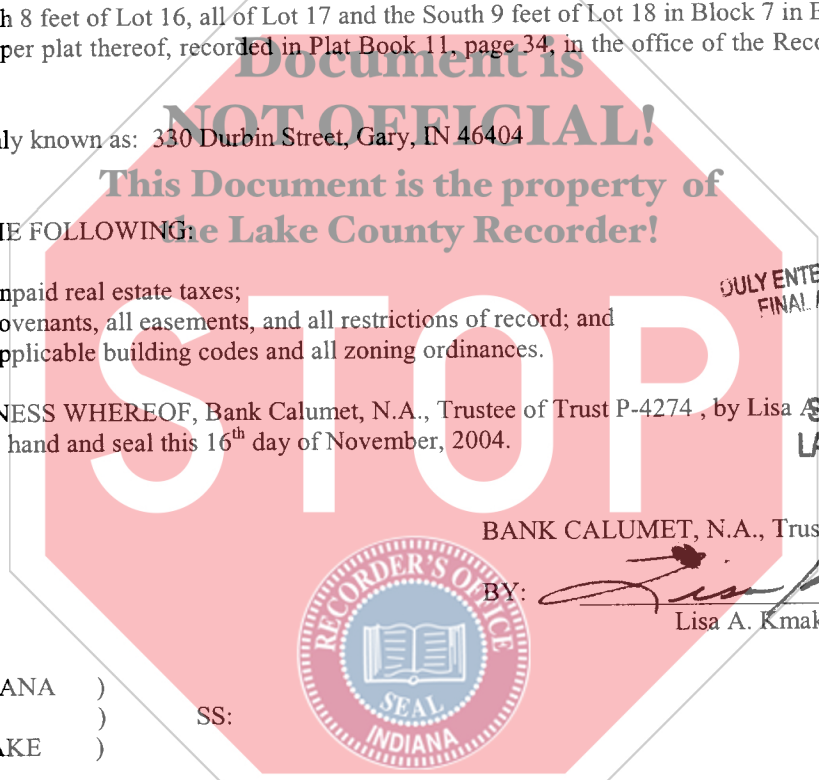 h 8 feet of Lot 16, all of Lot 17 and the South 9 feet of Lot 18 in Block 7 in
per plat thereof, recorded in Plat Book 11, page 34, in the office of the Reco
Document is
NOT OFFICIAL!
ly known as: 330 Durbin Street, Gary, IN 46404
This Document is the property of
the Lake County Recorder!
IE FOLLOWING:
npaid real estate taxes;
DULY ENTE
FINAL A
ovenants, all easements, and all restrictions of record; and
pplicable building codes and all zoning ordinances.
STOP
NESS WHEREOF, Bank Calumet, N.A., Trustee of Trust P-4274 , by Lisa A
S
hand and seal this 16th day of November, 2004.
LA
BANK CALUMET, N.A., Trus
BY: Lisa
Lisa A. Kmak
RECORDER'S OFFICE
SEAL
INDIANA
ANA )
) SS:
AKE )